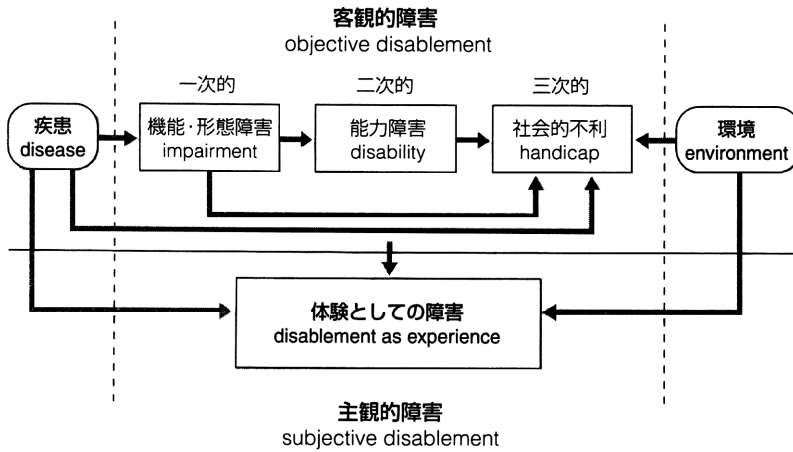 客観的障害
objective disablement
一次的
二次的
三次的
疾患
disease
機能・形態障害
impairment
能力障害
disability
社会的不利
handicap
環境
environment
体験としての障害
disablement as experience
主観的障害
subjective disablement